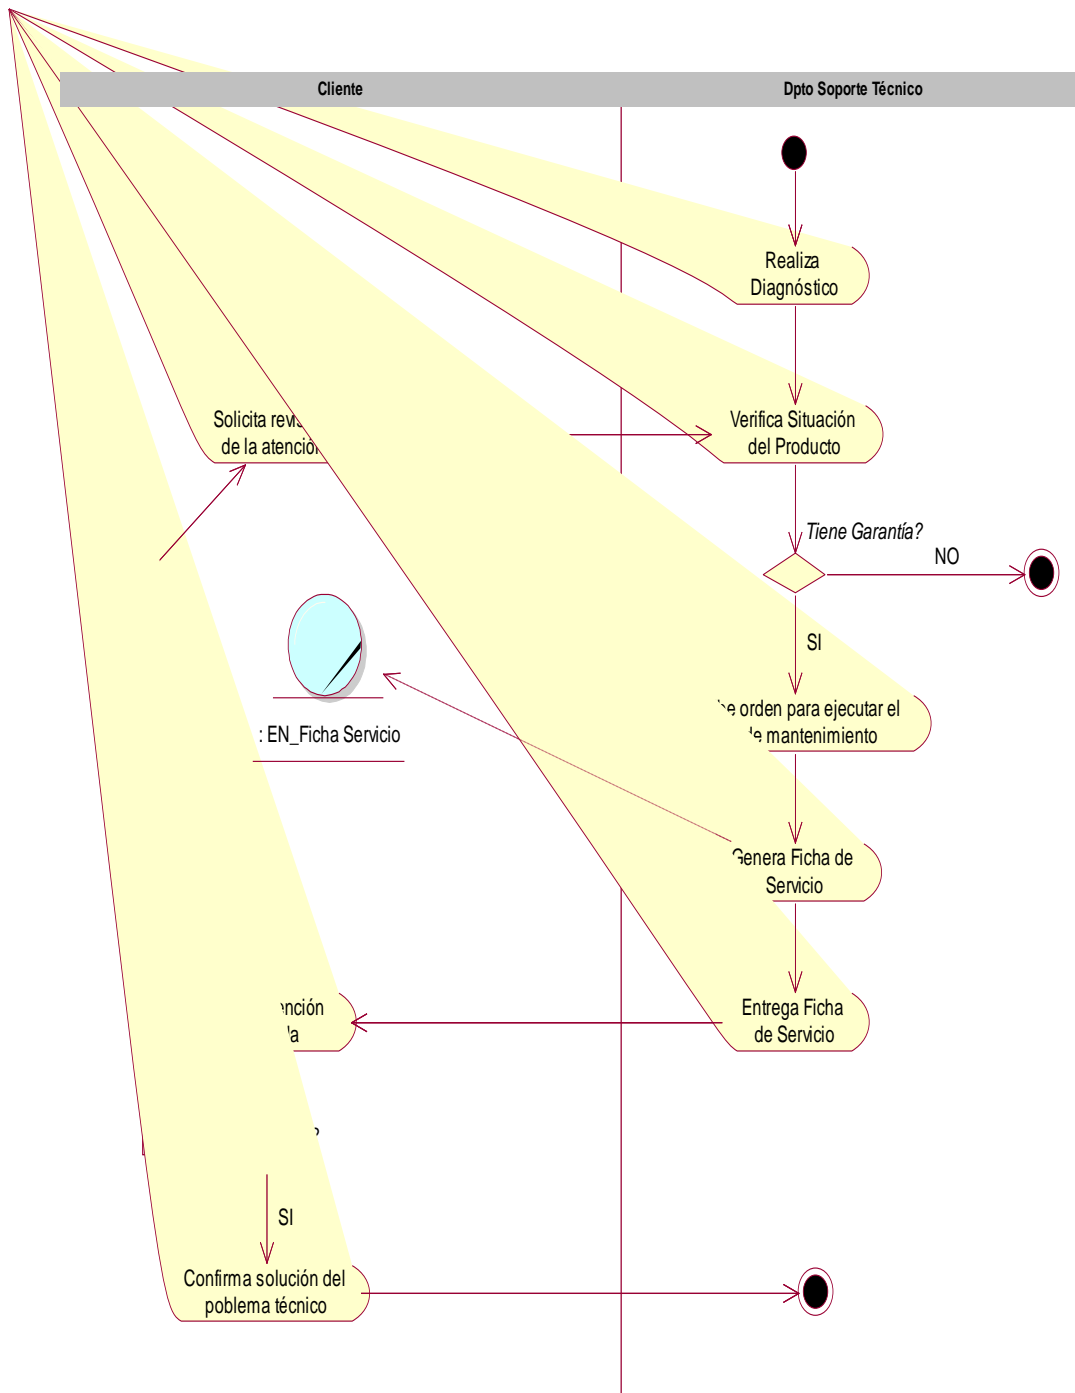 Cliente
Dpto Soporte Técnico
Realiza
Diagnóstico
Solicita
de la atención
Verifica Situación
del Producto
Tiene Garantía?
NO
SI
: EN_Ficha Servicio
orden para ejecutar el
de mantenimiento
Genera Ficha de
Servicio
Entrega Ficha
de Servicio
SI
Confirma solución del
poblema técnico